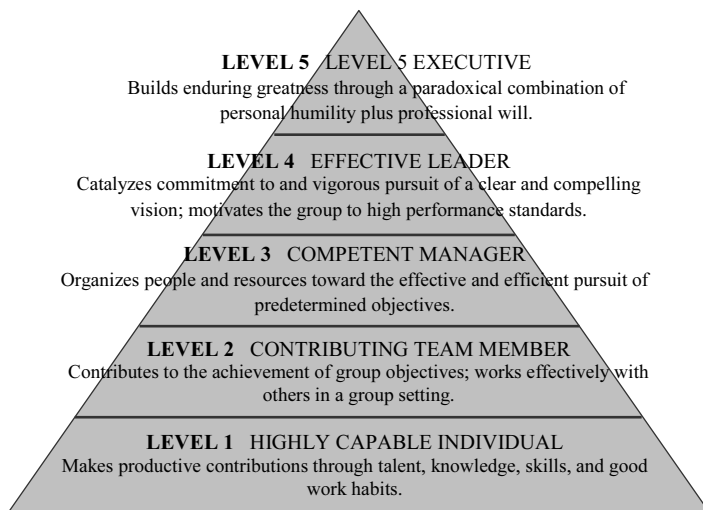 LEVEL 5 LEVEL 5 EXECUTIVE
Builds enduring greatness through a paradoxical combination of
personal humility plus professional will.
LEVEL 4 EFFECTIVE LEADER
Catalyzes commitment to and vigorous pursuit of a clear and compelling
vision; motivates the group to high performance standards.
LEVEL 3 COMPETENT MANAGER
Organizes people and resources toward the effective and efficient pursuit of
predetermined objectives.
LEVEL 2 CONTRIBUTING TEAM MEMBER
Contributes to the achievement of group objectives; works effectively with
others in a group setting.
LEVEL 1 HIGHLY CAPABLE INDIVIDUAL
Makes productive contributions through talent, knowledge, skills, and good
work habits.